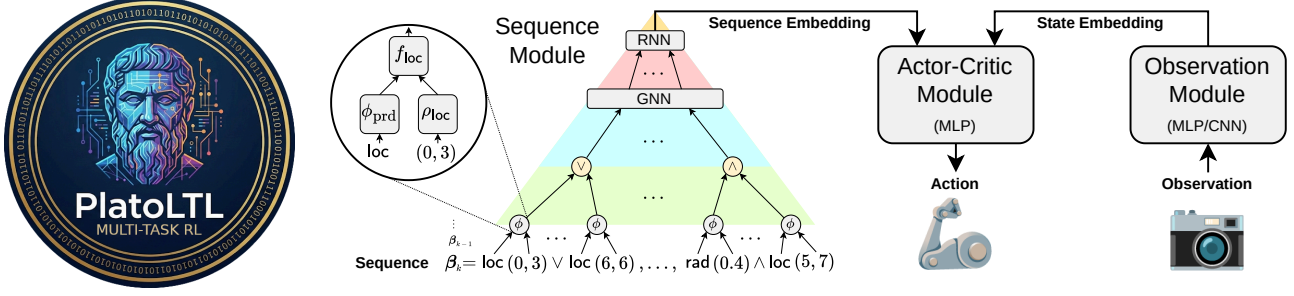 PlatoLTL
MULTI-TASK RL
Sequence
Module
f_loc
ϕ_prd
ρ_loc
loc
(0, 3)
RNN
...
GNN
...
∨
∧
...
ϕ
...
ϕ
ϕ
...
ϕ
⋮
β_{k−1}
Sequence β_k = loc (0, 3) ∨ loc (6, 6) , . . . , rad (0.4) ∧ loc (5, 7)
Sequence Embedding
State Embedding
Actor-Critic
Module
(MLP)
Action
Observation
Module
(MLP/CNN)
Observation